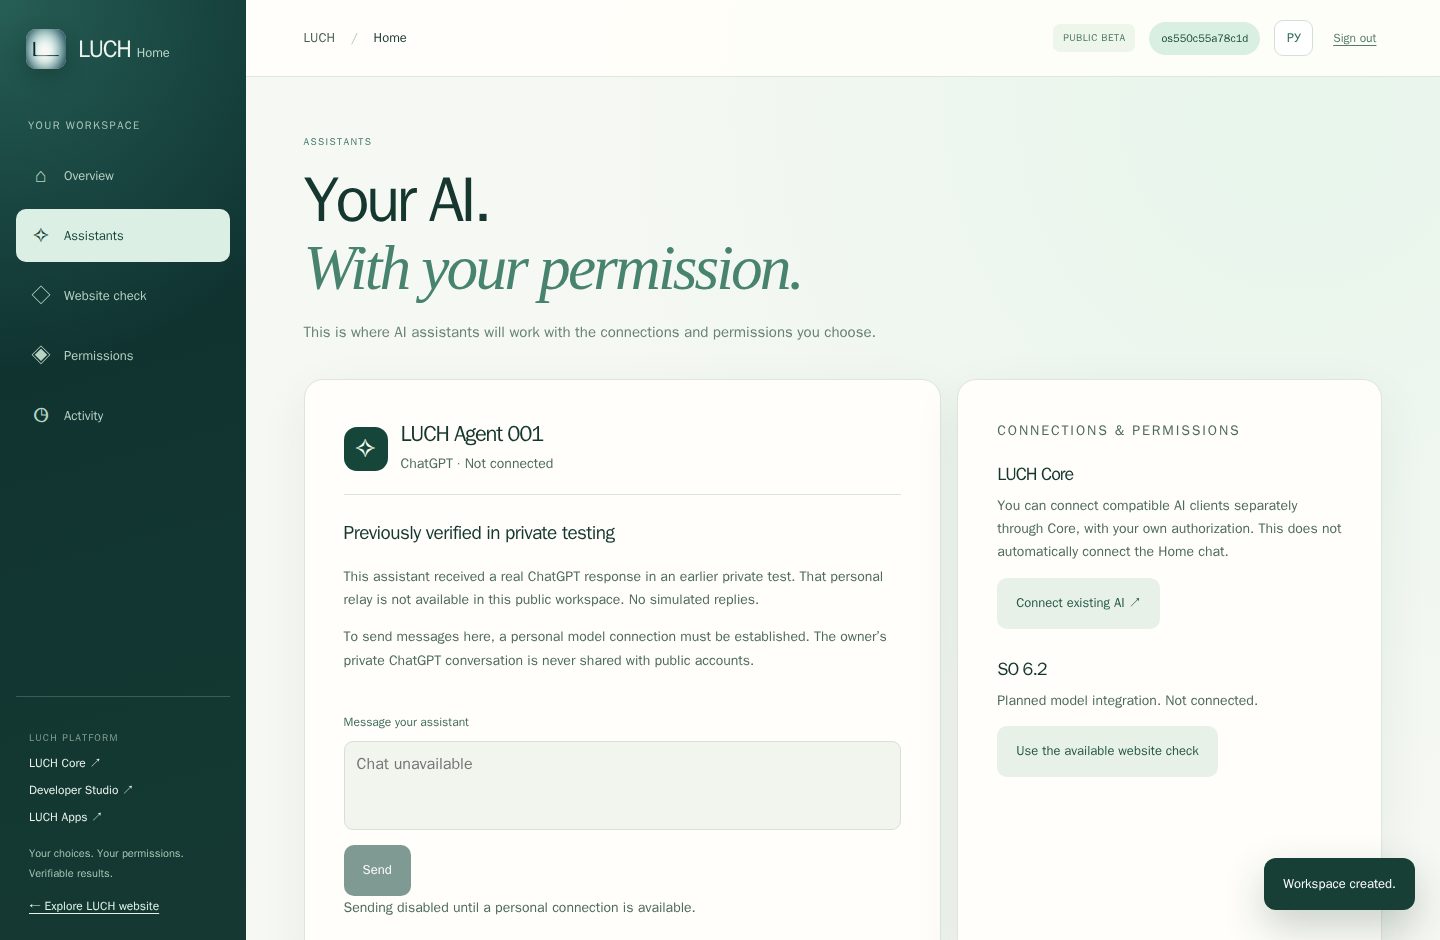 LUCH Home
YOUR WORKSPACE
Overview
Assistants
Website check
Permissions
Activity
LUCH PLATFORM
LUCH Core ↗
Developer Studio ↗
LUCH Apps ↗
Your choices. Your permissions.
Verifiable results.
← Explore LUCH website
LUCH / Home
PUBLIC BETA
os550c55a78c1d
РУ
Sign out
ASSISTANTS
Your AI.
With your permission.
This is where AI assistants will work with the connections and permissions you choose.
LUCH Agent 001
ChatGPT · Not connected
Previously verified in private testing
This assistant received a real ChatGPT response in an earlier private test. That personal
relay is not available in this public workspace. No simulated replies.
To send messages here, a personal model connection must be established. The owner's
private ChatGPT conversation is never shared with public accounts.
Message your assistant
Chat unavailable
Send
Sending disabled until a personal connection is available.
CONNECTIONS & PERMISSIONS
LUCH Core
You can connect compatible AI clients separately
through Core, with your own authorization. This does not
automatically connect the Home chat.
Connect existing AI ↗
SO 6.2
Planned model integration. Not connected.
Use the available website check
Workspace created.